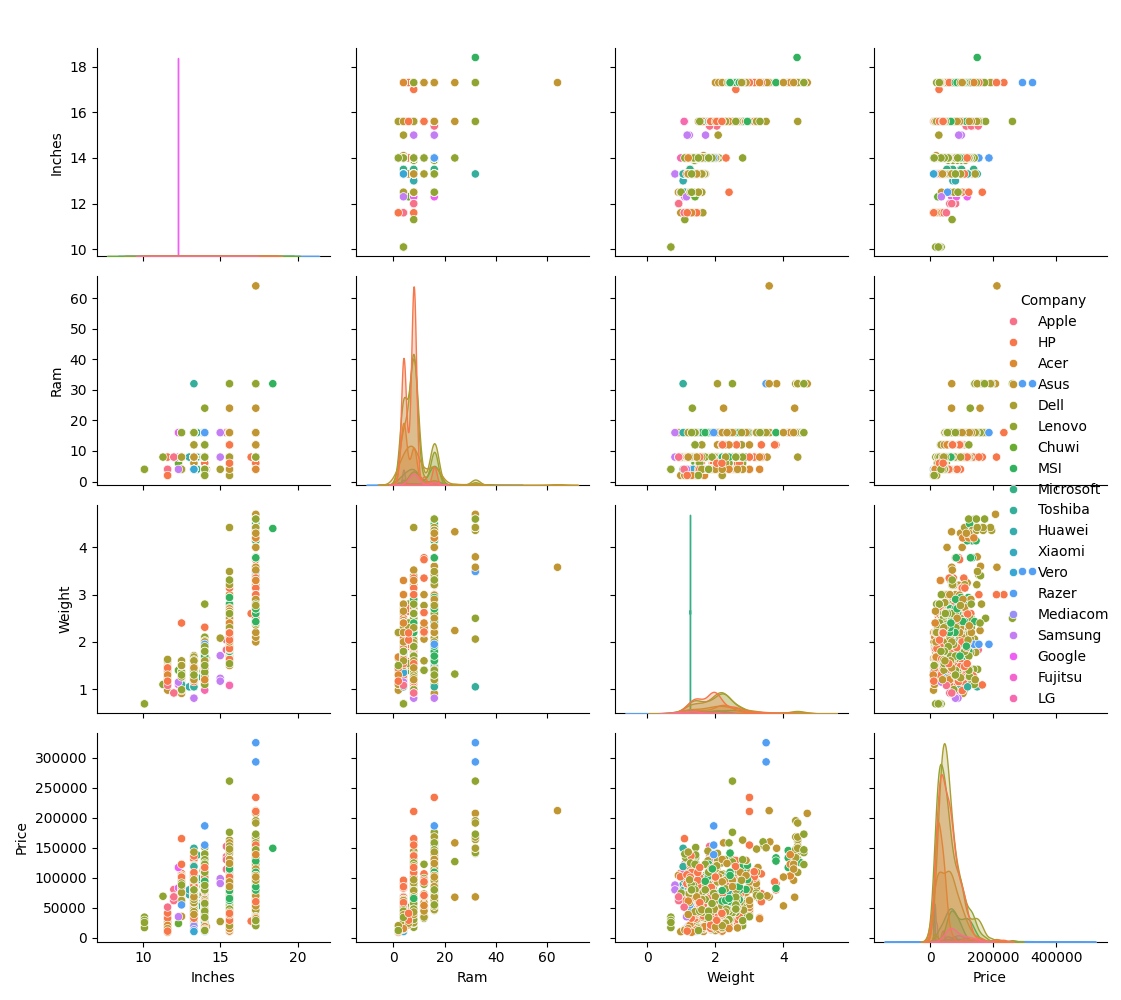 18
16
14
12
10
Inches
60
50
40
30
20
10
0
Ram
Company
Apple
HP
Acer
Asus
Dell
Lenovo
Chuwi
MSI
Microsoft
Toshiba
Huawei
Xiaomi
Vero
Razer
Mediacom
Samsung
Google
Fujitsu
LG
4
3
2
1
Weight
300000
250000
200000
150000
100000
50000
0
Price
10 15 20
0 20 40 60
0 2 4
0 200000 400000
Inches Ram Weight Price